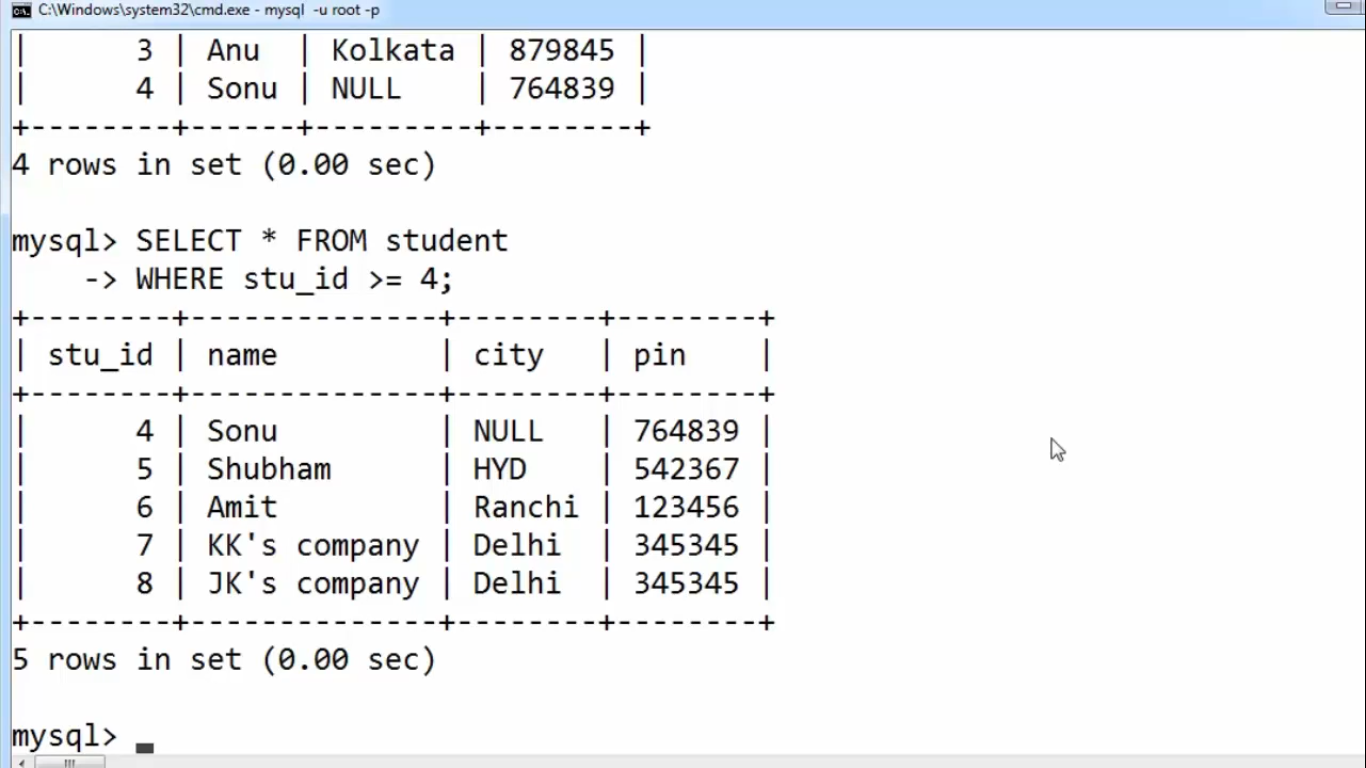 C:\Windows\system32\cmd.exe - mysql -u root -p
| 3 | Anu | Kolkata | 879845 |
| 4 | Sonu | NULL | 764839 |
+--------+------+---------+--------+
4 rows in set (0.00 sec)
mysql> SELECT * FROM student
-> WHERE stu_id >= 4;
+--------+--------------+--------+--------+
| stu_id | name | city | pin |
+--------+--------------+--------+--------+
| 4 | Sonu | NULL | 764839 |
| 5 | Shubham | HYD | 542367 |
| 6 | Amit | Ranchi | 123456 |
| 7 | KK's company | Delhi | 345345 |
| 8 | JK's company | Delhi | 345345 |
+--------+--------------+--------+--------+
5 rows in set (0.00 sec)
mysql>